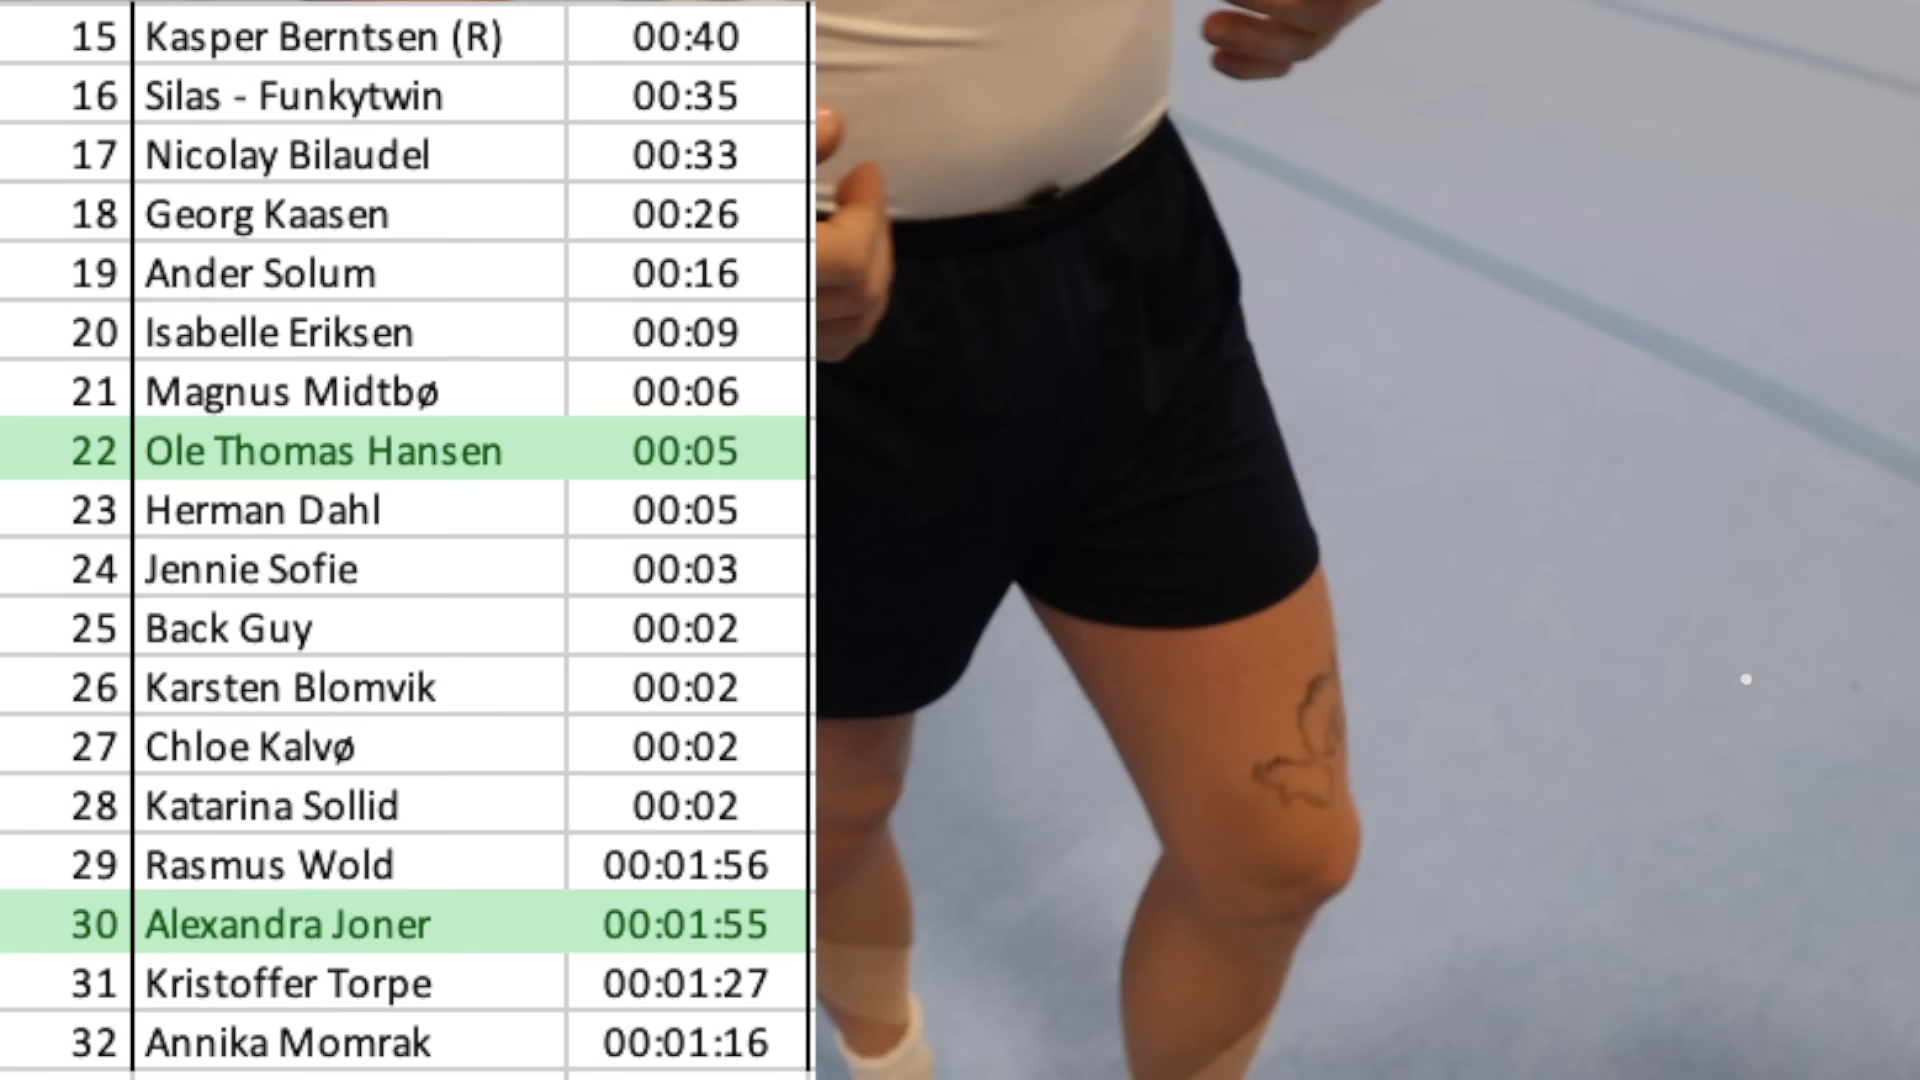 15 Kasper Berntsen (R) 00:40
16 Silas - Funkytwin 00:35
17 Nicolay Bilaudel 00:33
18 Georg Kaasen 00:26
19 Ander Solum 00:16
20 Isabelle Eriksen 00:09
21 Magnus Midtbø 00:06
22 Ole Thomas Hansen 00:05
23 Herman Dahl 00:05
24 Jennie Sofie 00:03
25 Back Guy 00:02
26 Karsten Blomvik 00:02
27 Chloe Kalvø 00:02
28 Katarina Sollid 00:02
29 Rasmus Wold 00:01:56
30 Alexandra Joner 00:01:55
31 Kristoffer Torpe 00:01:27
32 Annika Momrak 00:01:16